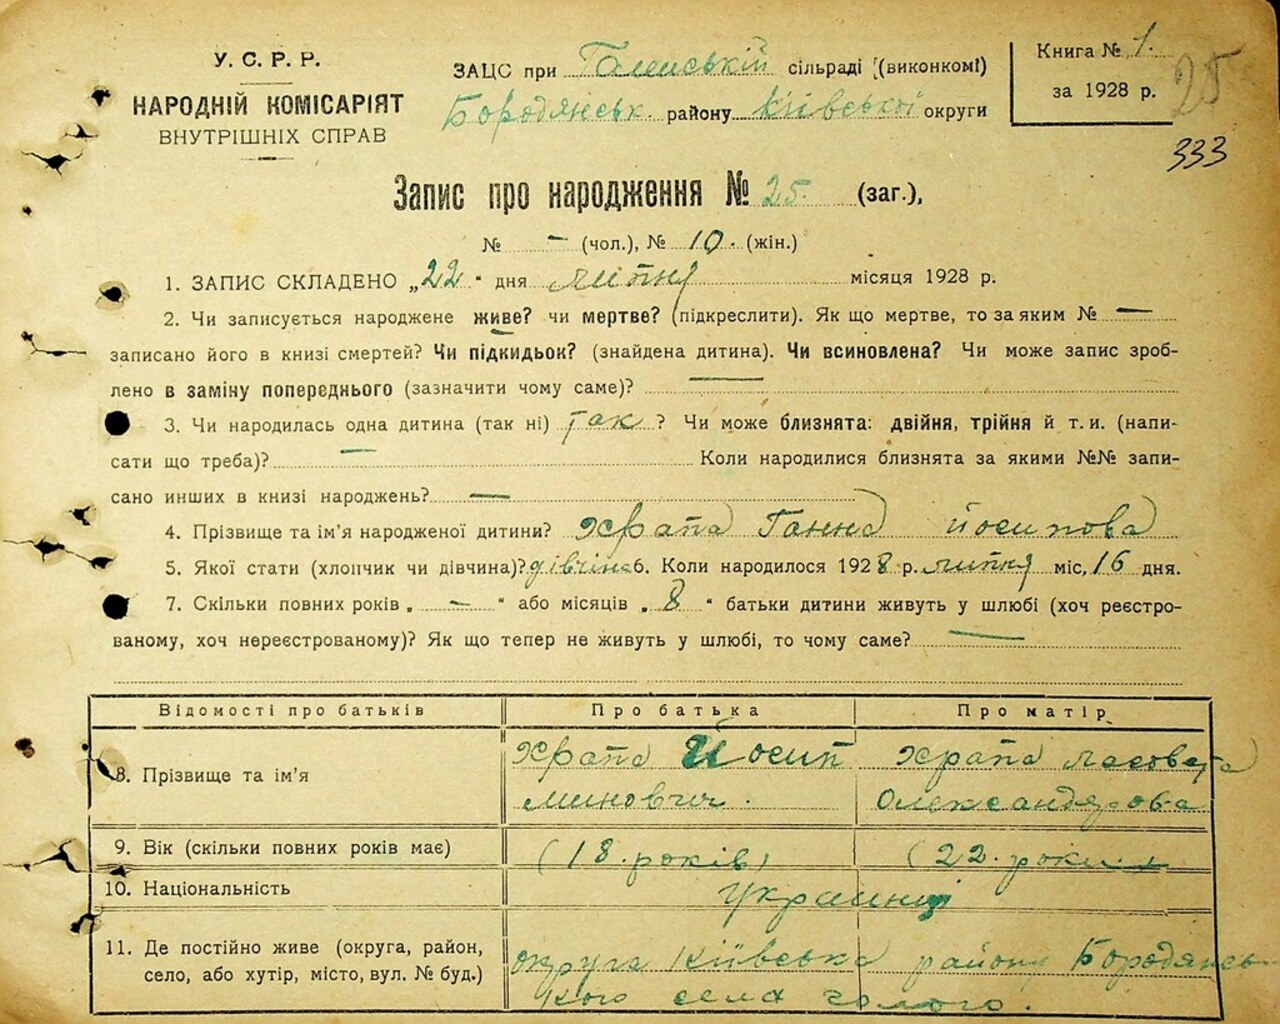 У. С. Р. Р.
НАРОДНІЙ КОМІСАРІЯТ
ВНУТРІШНІХ СПРАВ
ЗАЦС при сільраді (виконкомі)
Бородянськ. району Київської округи
Книга № 1.
за 1928 р.
25
333
Запис про народження № 25. (заг.),
№ — (чол.), № 10. (жін.)
1. ЗАПИС СКЛАДЕНО „22“ дня липня місяця 1928 р.
2. Чи записується народжене живе? чи мертве? (підкреслити). Як що мертве, то за яким № —
записано його в книзі смертей? Чи підкидьок? (знайдена дитина). Чи всиновлена? Чи може запис зроб-
лено в заміну попереднього (зазначити чому саме)? —
3. Чи народилась одна дитина (так ні) так ? Чи може близнята: двійня, трійня й т. и. (напи-
сати що треба)? — Коли народилися близнята за якими №№ запи-
сано инших в книзі народжень? —
4. Прізвище та ім'я народженої дитини? Храпа Ганна Йосипова
5. Якої стати (хлопчик чи дівчина)? дівчина 6. Коли народилося 1928 р. липня міс, 16 дня.
7. Скільки повних років „ — “ або місяців „ 8 “ батьки дитини живуть у шлюбі (хоч реєстро-
ваному, хоч нереєстрованому)? Як що тепер не живуть у шлюбі, то чому саме? —
Відомості про батьків Про батька Про матір
8. Прізвище та ім'я Храпа Йосип Храпа
Минович. Олександрова
9. Вік (скільки повних років має) (18. років) (22. роки)
10. Національність Украинці
11. Де постійно живе (округа, район,
село, або хутір, місто, вул. № буд.) округа Київська району Бородянсь-
кого села